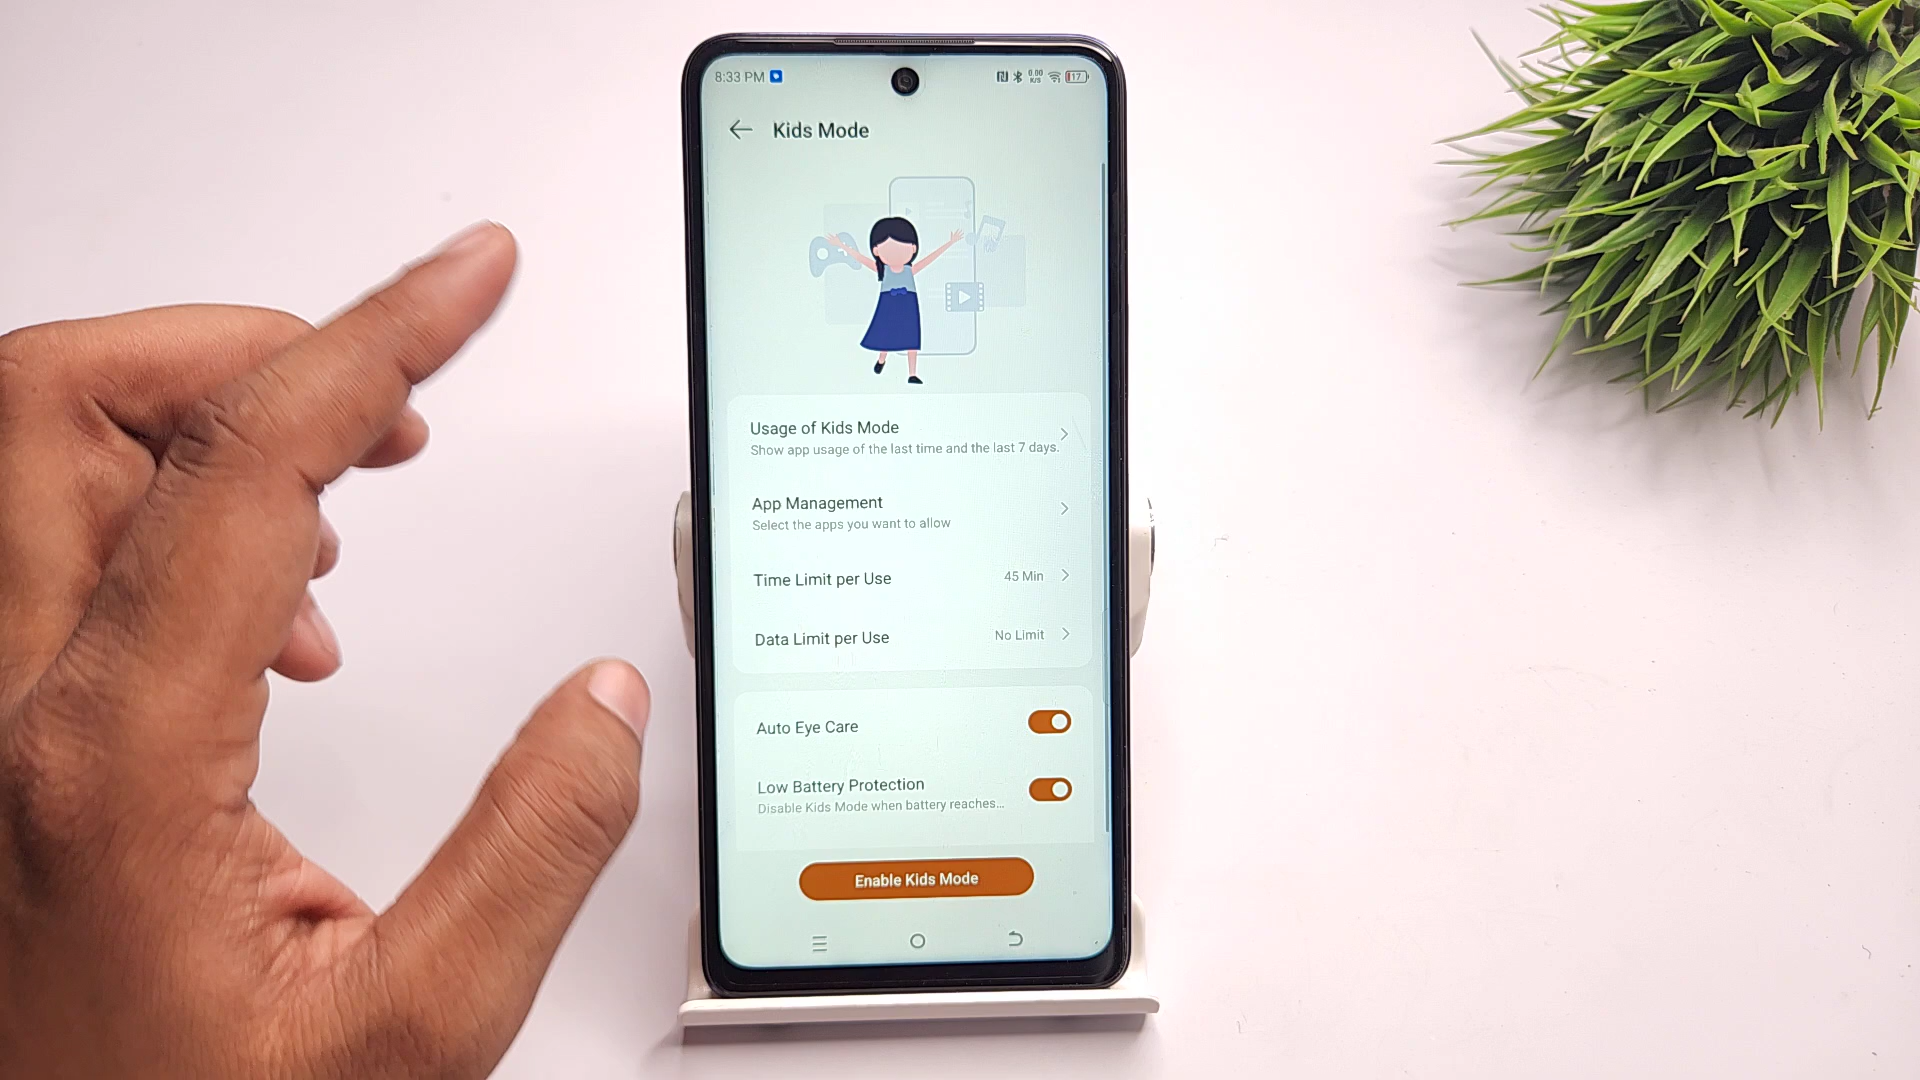 8:33 PM
0.00
K/S
17
Kids Mode
Usage of Kids Mode
Show app usage of the last time and the last 7 days.
App Management
Select the apps you want to allow
Time Limit per Use
45 Min
Data Limit per Use
No Limit
Auto Eye Care
Low Battery Protection
Disable Kids Mode when battery reaches...
Enable Kids Mode